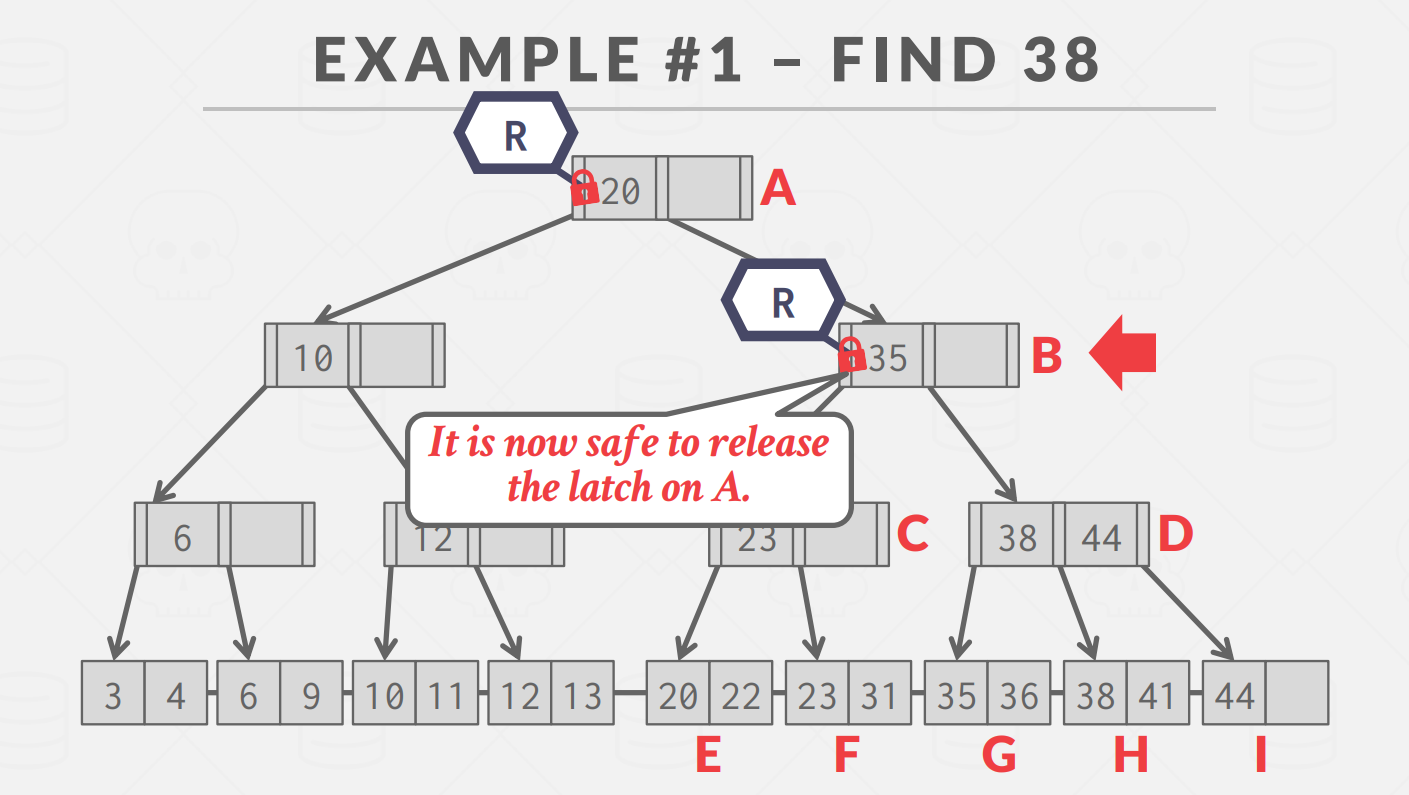 EXAMPLE #1 – FIND 38
R
20 A
R
10 35 B
It is now safe to release
the latch on A.
6 12 23 C 38 44 D
3 4 6 9 10 11 12 13 20 22 23 31 35 36 38 41 44
E F G H I